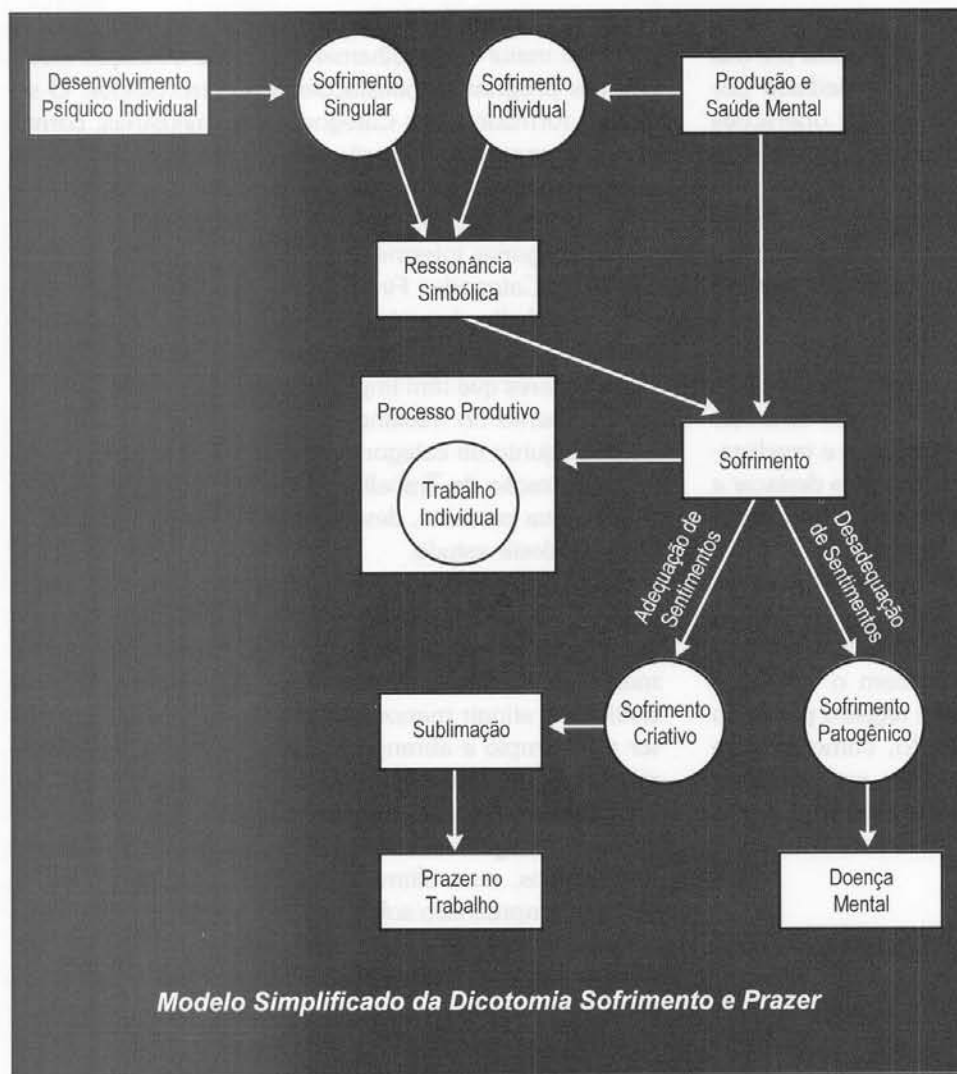 Desenvolvimento
Psíquico Individual
Sofrimento
Singular
Sofrimento
Individual
Produção e
Saúde Mental
Ressonância
Simbólica
Processo Produtivo
Trabalho
Individual
Sofrimento
Adequação de
Sentimentos
Desadequação
de Sentimentos
Sublimação
Sofrimento
Criativo
Sofrimento
Patogênico
Prazer no
Trabalho
Doença
Mental
Modelo Simplificado da Dicotomia Sofrimento e Prazer